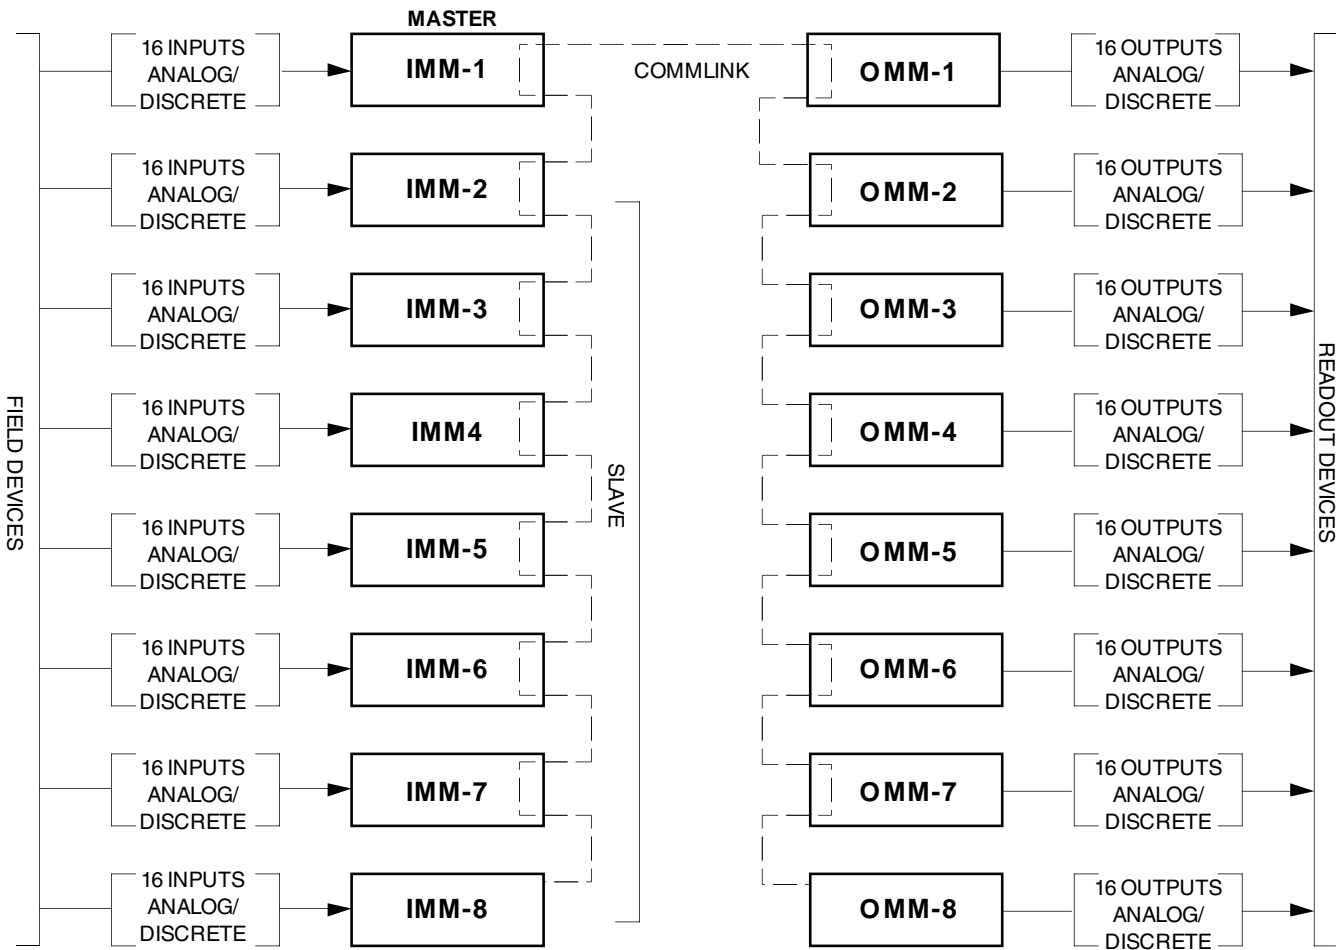 MASTER
16 INPUTS
ANALOG/
DISCRETE
IMM-1
COMMLINK
OMM-1
16 OUTPUTS
ANALOG/
DISCRETE
16 INPUTS
ANALOG/
DISCRETE
IMM-2
OMM-2
16 OUTPUTS
ANALOG/
DISCRETE
16 INPUTS
ANALOG/
DISCRETE
IMM-3
OMM-3
16 OUTPUTS
ANALOG/
DISCRETE
FIELD DEVICES
16 INPUTS
ANALOG/
DISCRETE
IMM4
SLAVE
OMM-4
16 OUTPUTS
ANALOG/
DISCRETE
READOUT DEVICES
16 INPUTS
ANALOG/
DISCRETE
IMM-5
OMM-5
16 OUTPUTS
ANALOG/
DISCRETE
16 INPUTS
ANALOG/
DISCRETE
IMM-6
OMM-6
16 OUTPUTS
ANALOG/
DISCRETE
16 INPUTS
ANALOG/
DISCRETE
IMM-7
OMM-7
16 OUTPUTS
ANALOG/
DISCRETE
16 INPUTS
ANALOG/
DISCRETE
IMM-8
OMM-8
16 OUTPUTS
ANALOG/
DISCRETE